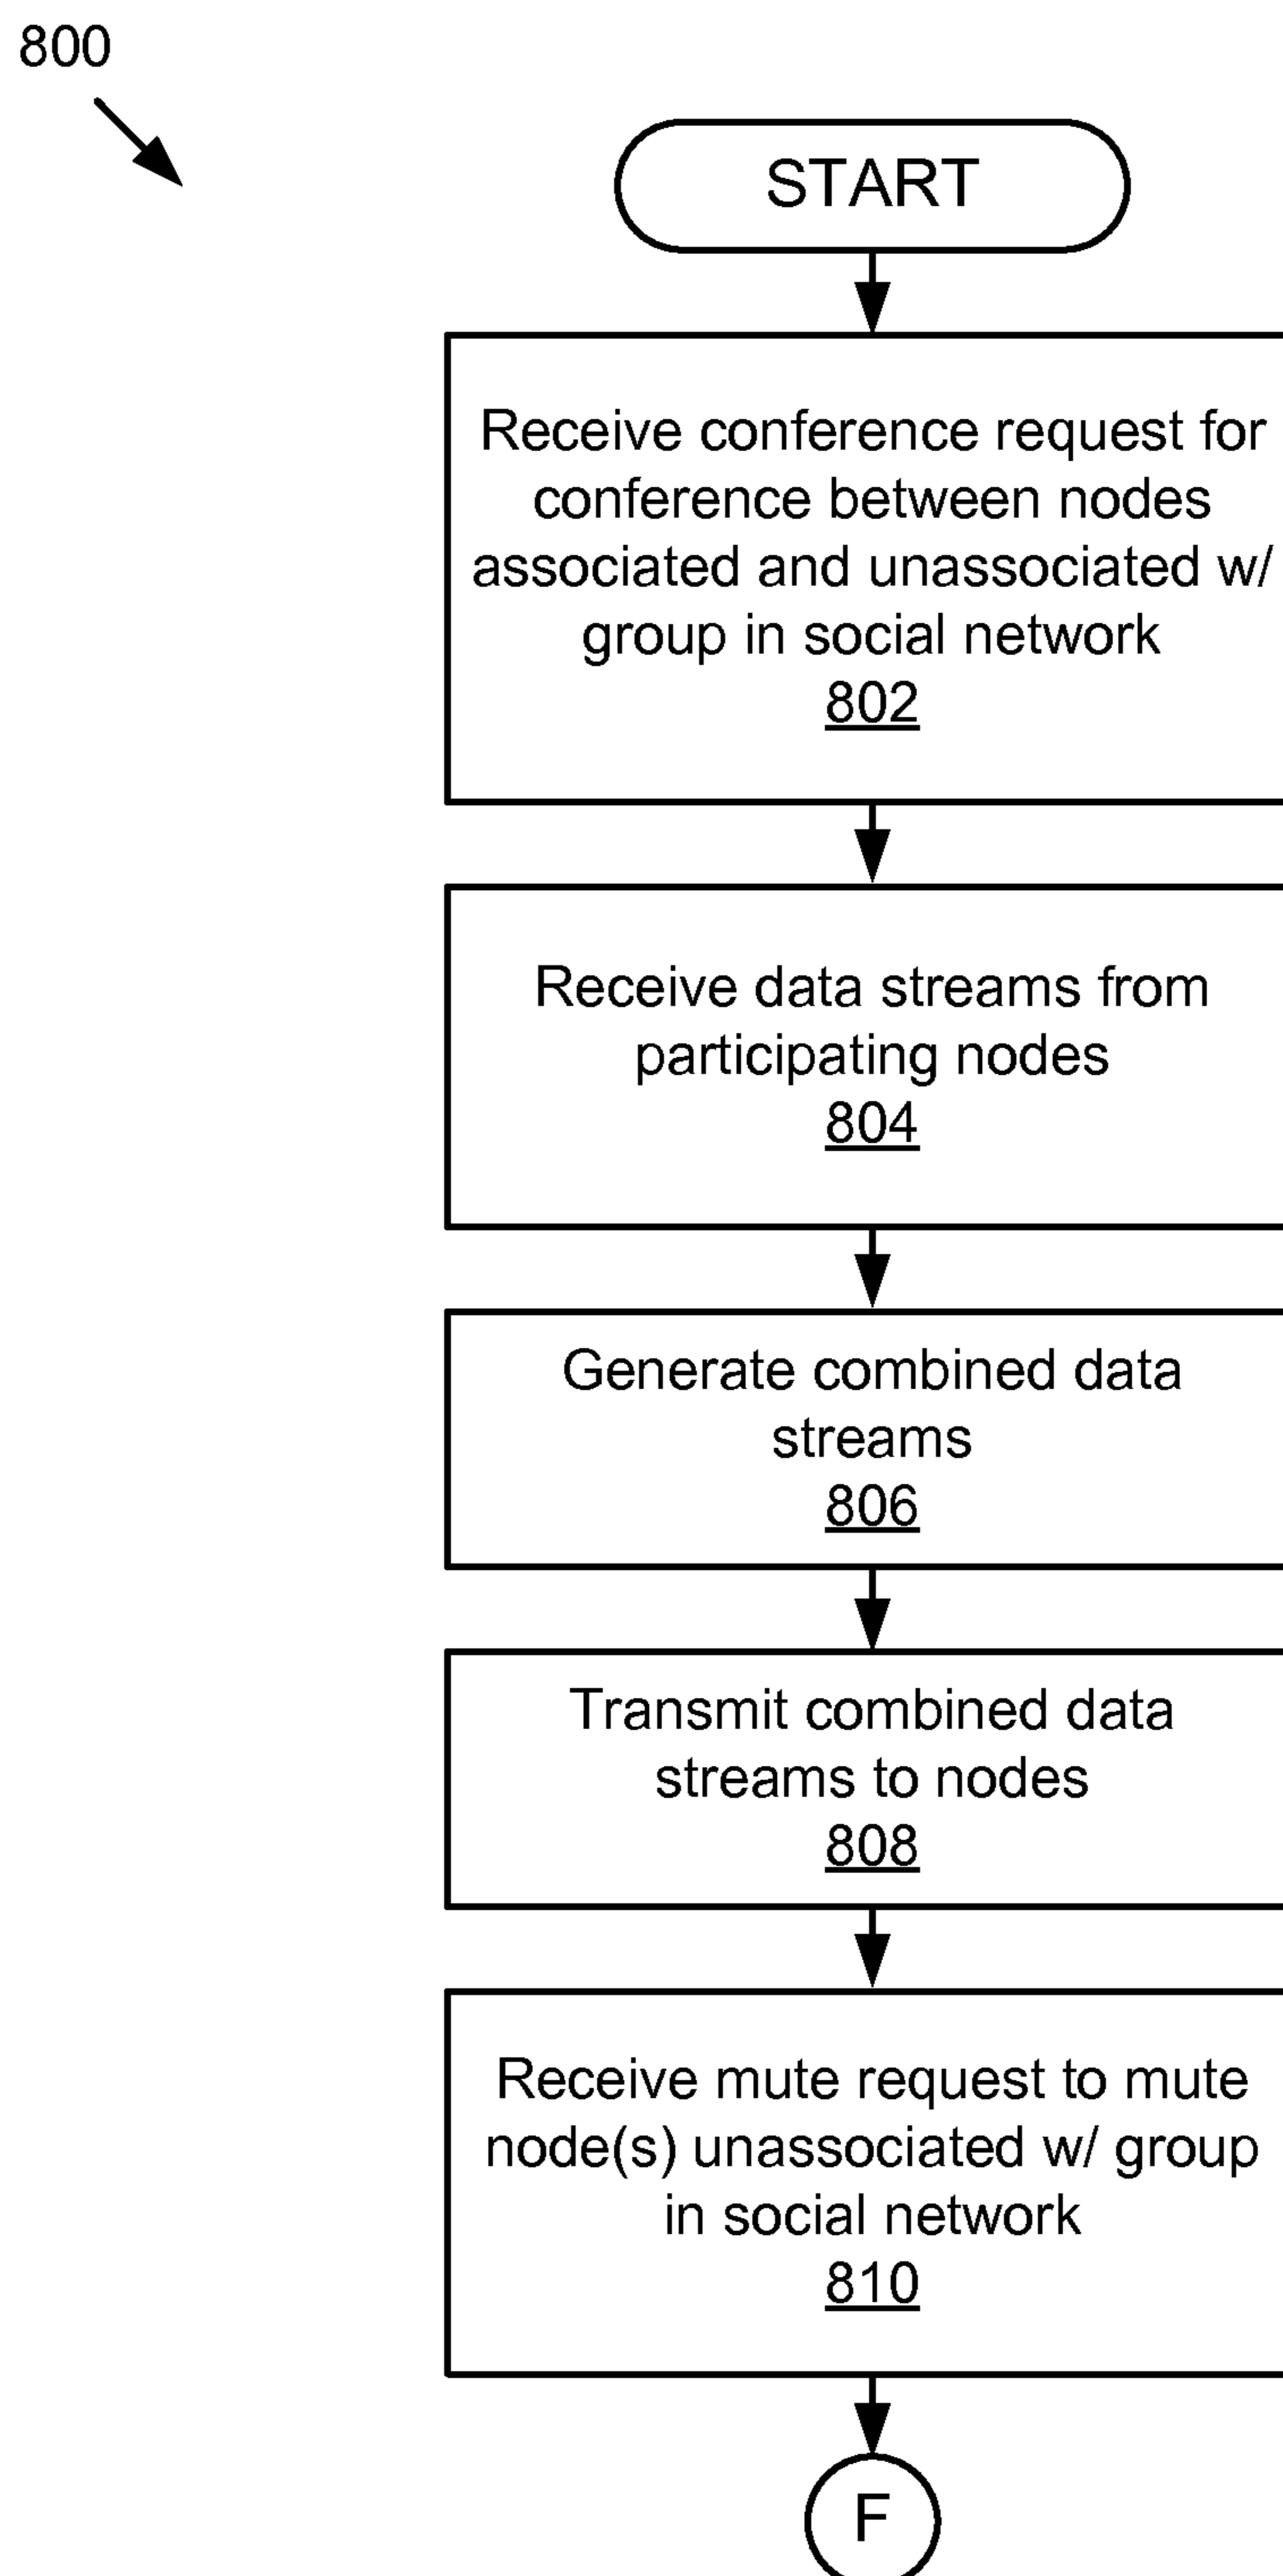 800
START
Receive conference request for
conference between nodes
associated and unassociated w/
group in social network
802
Receive data streams from
participating nodes
804
Generate combined data
streams
806
Transmit combined data
streams to nodes
808
Receive mute request to mute
node(s) unassociated w/ group
in social network
810
F